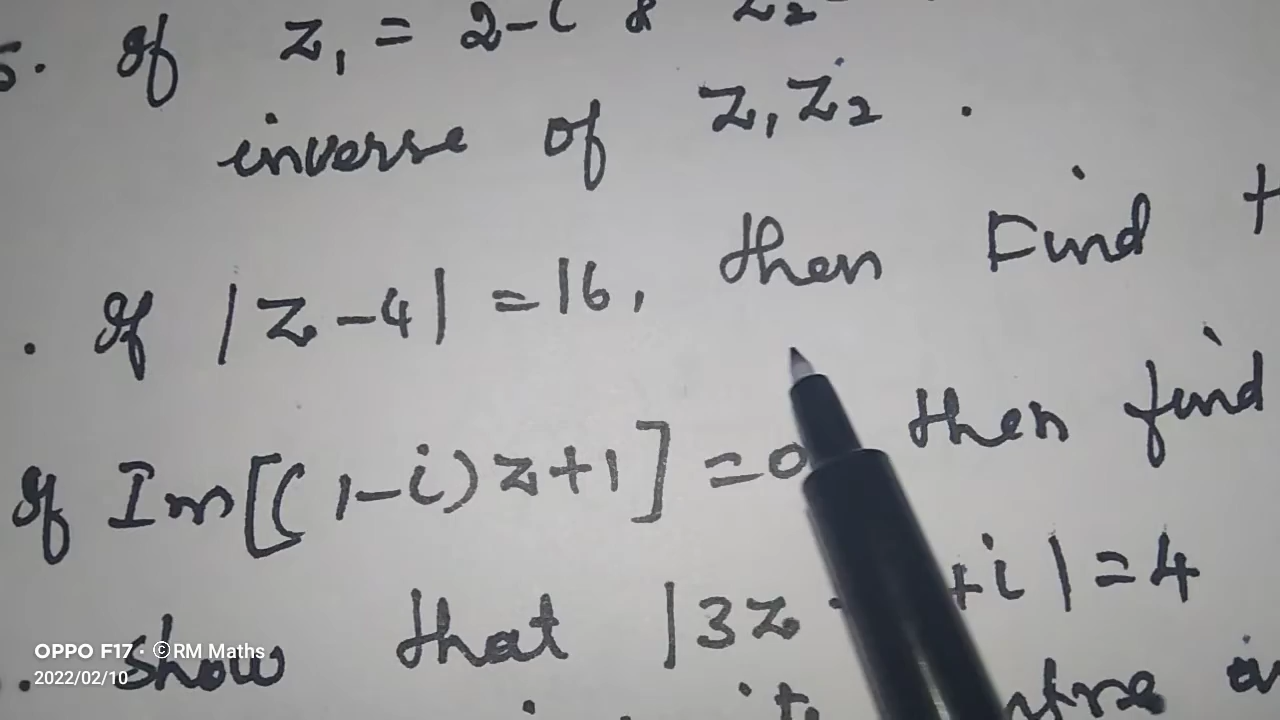 5. If z₁ = 2-i & z₂
inverse of z₁z₂ .
. If |z-4| =16, then Find
If Im[(1-i)z+1] =0 then find
. show that |3z +i|=4
OPPO F17 · ©RM Maths
2022/02/10